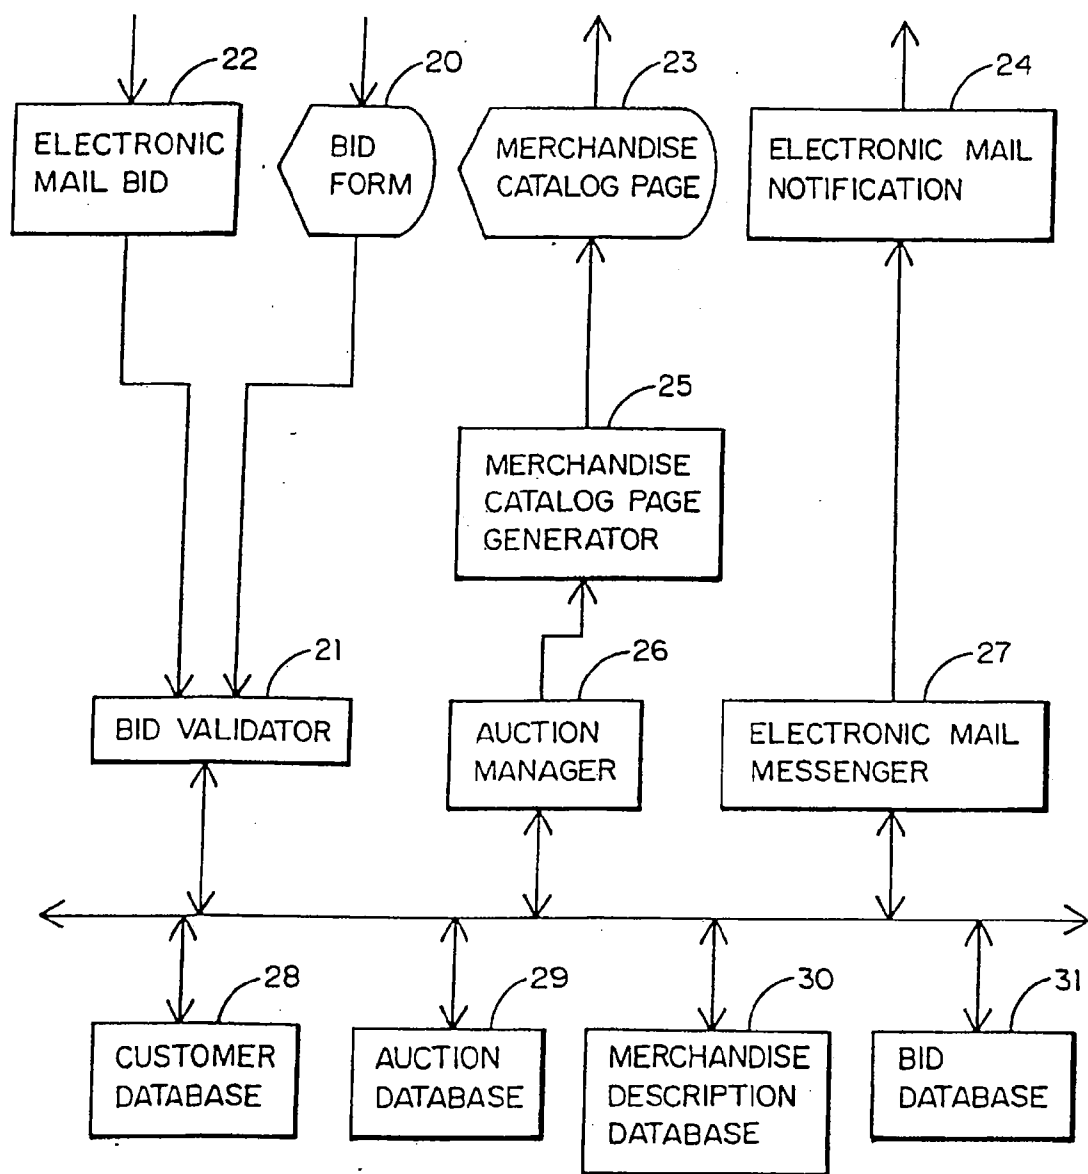 22
20
23
24
ELECTRONIC
MAIL BID
BID
FORM
MERCHANDISE
CATALOG PAGE
ELECTRONIC MAIL
NOTIFICATION
25
MERCHANDISE
CATALOG PAGE
GENERATOR
21
26
27
BID VALIDATOR
AUCTION
MANAGER
ELECTRONIC MAIL
MESSENGER
28
29
30
31
CUSTOMER
DATABASE
AUCTION
DATABASE
MERCHANDISE
DESCRIPTION
DATABASE
BID
DATABASE